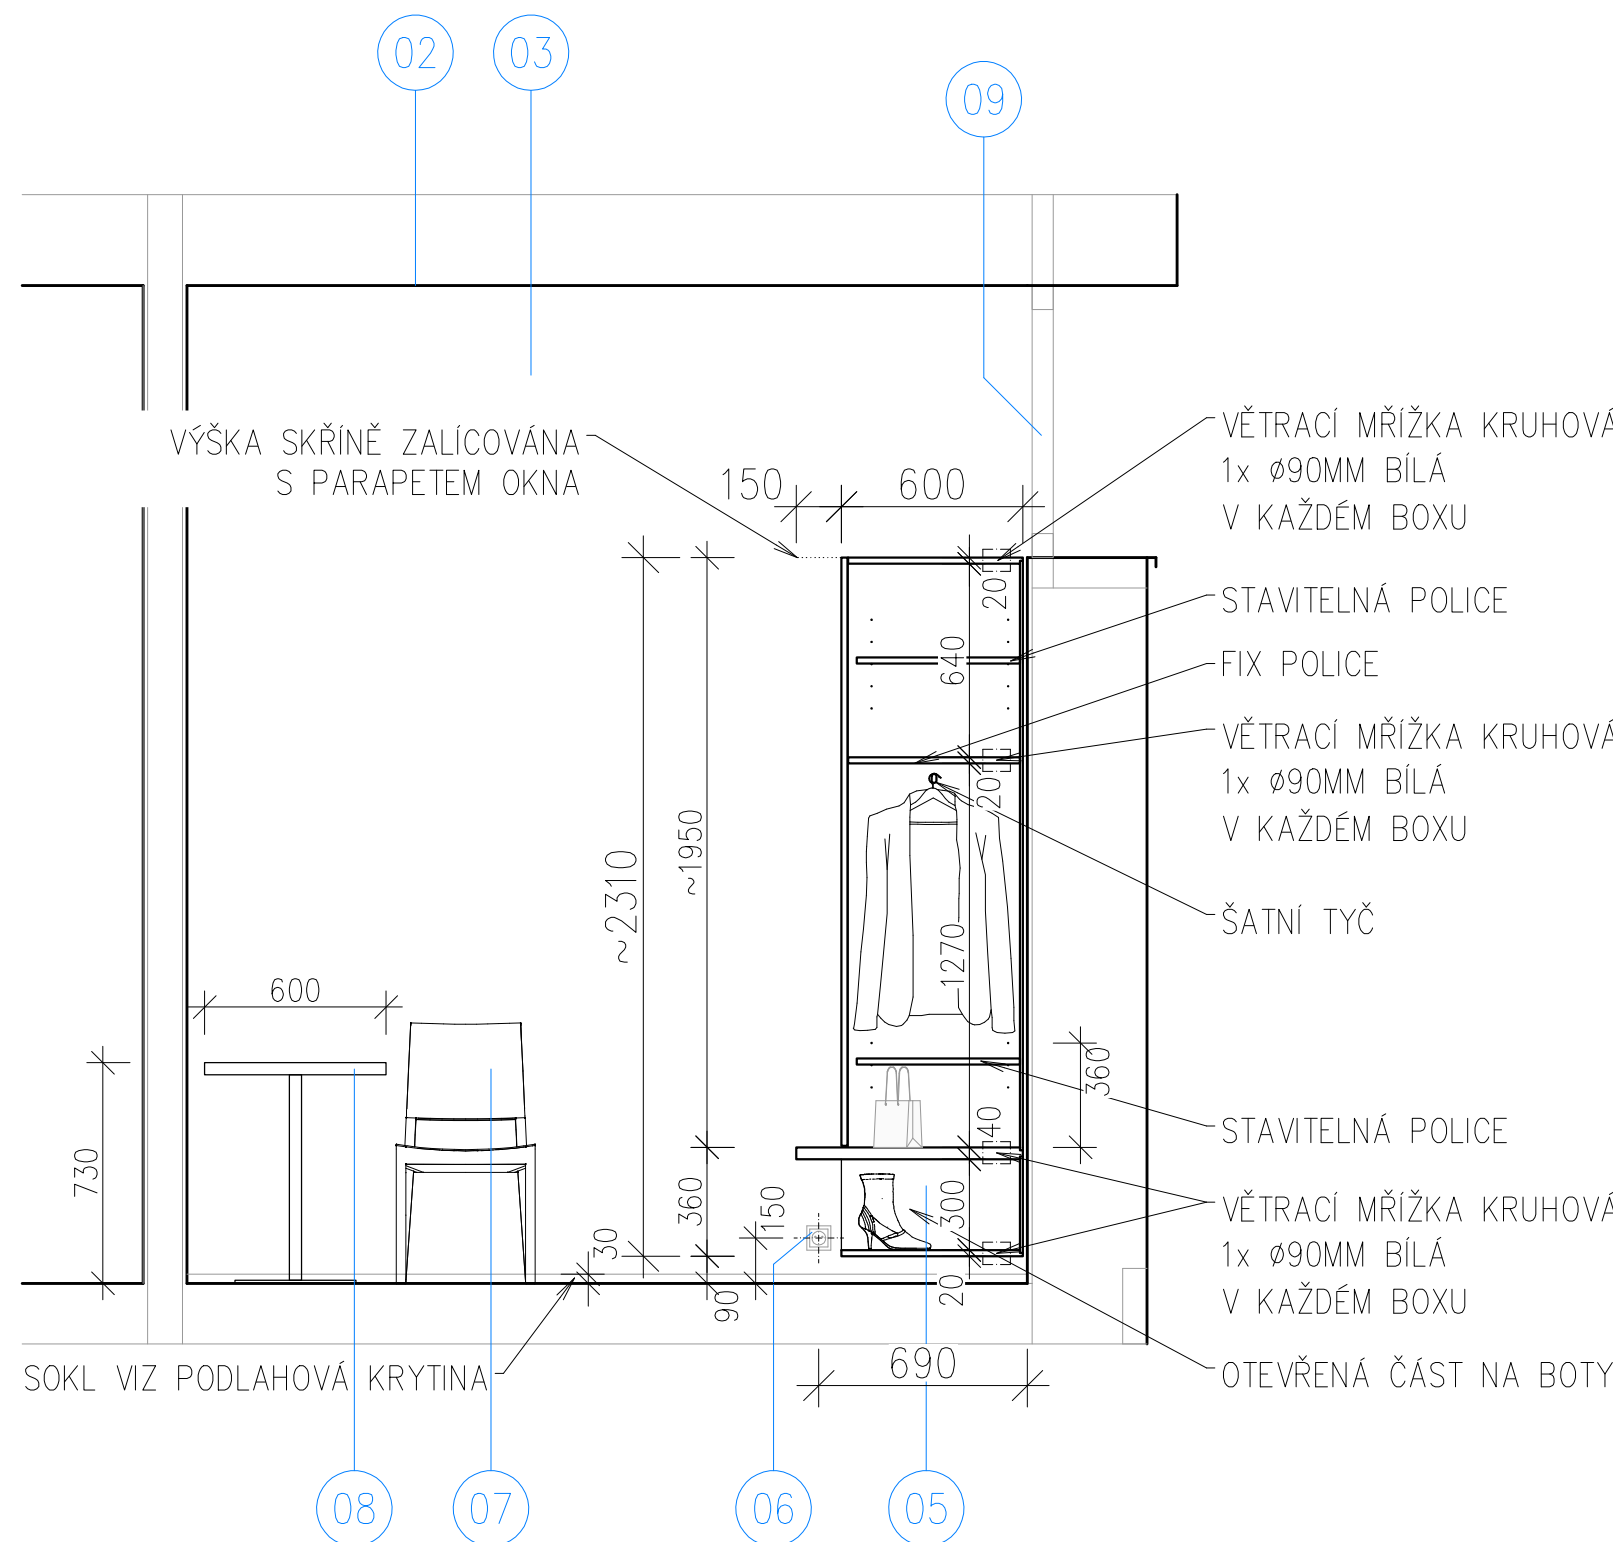 02
03
09
VÝŠKA SKŘÍNĚ ZALÍCOVÁNA
S PARAPETEM OKNA
150
600
VĚTRACÍ MŘÍŽKA KRUHOVÁ
1x Ø90MM BÍLÁ
V KAŽDÉM BOXU
20
STAVITELNÁ POLICE
640
FIX POLICE
VĚTRACÍ MŘÍŽKA KRUHOVÁ
1x Ø90MM BÍLÁ
V KAŽDÉM BOXU
20
~1950
~2310
ŠATNÍ TYČ
1270
600
360
730
40
STAVITELNÁ POLICE
360
150
300
VĚTRACÍ MŘÍŽKA KRUHOVÁ
1x Ø90MM BÍLÁ
V KAŽDÉM BOXU
30
90
20
SOKL VIZ PODLAHOVÁ KRYTINA
690
OTEVŘENÁ ČÁST NA BOTY
08
07
06
05